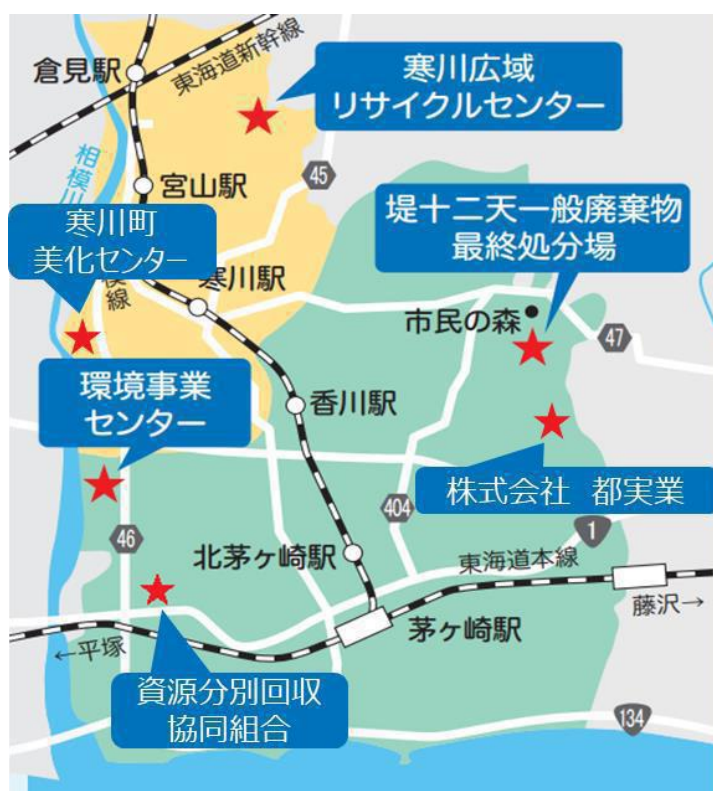 倉見駅
東海道新幹線
寒川広域
リサイクルセンター
相模川
宮山駅
45
寒川町
美化センター
堤十二天一般廃棄物
最終処分場
模線
寒川駅
市民の森
47
環境事業
センター
香川駅
株式会社 都実業
404
46
1
北茅ヶ崎駅
東海道本線
藤沢→
茅ヶ崎駅
←平塚
資源分別回収
協同組合
134